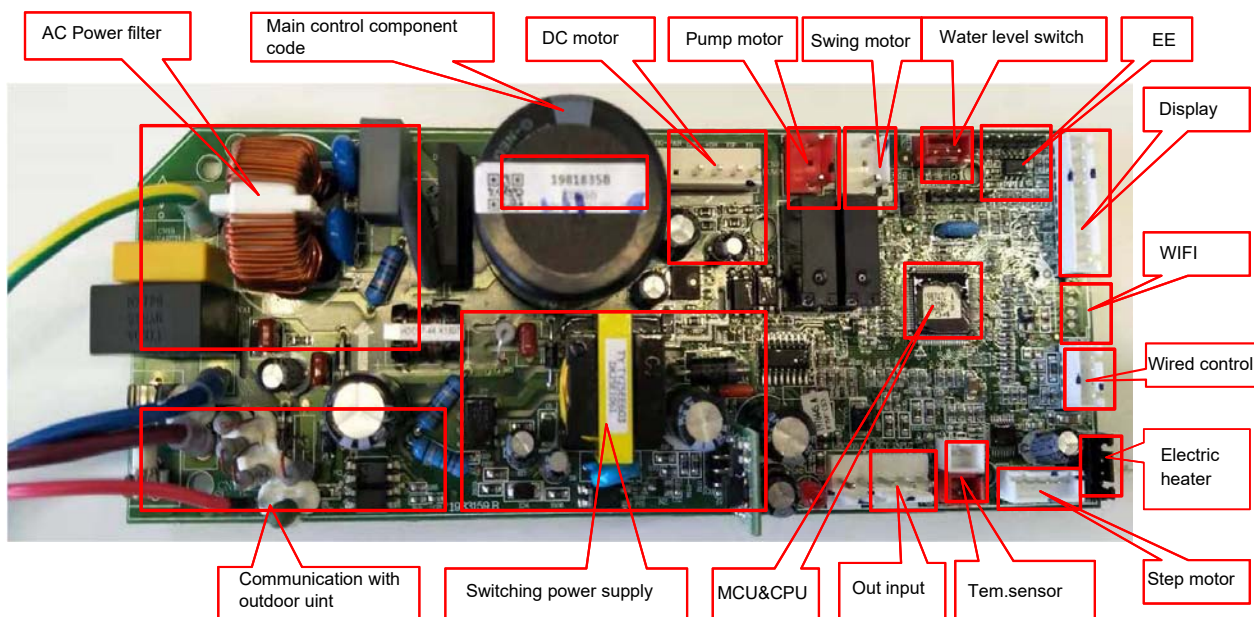 AC Power filter
Main control component
code
DC motor
Pump motor
Swing motor
Water level switch
EE
Display
WIFI
Wired control
Electric
heater
Step motor
Tem.sensor
Out input
MCU&CPU
Switching power supply
Communication with
outdoor uint
1981835B
1933159 B